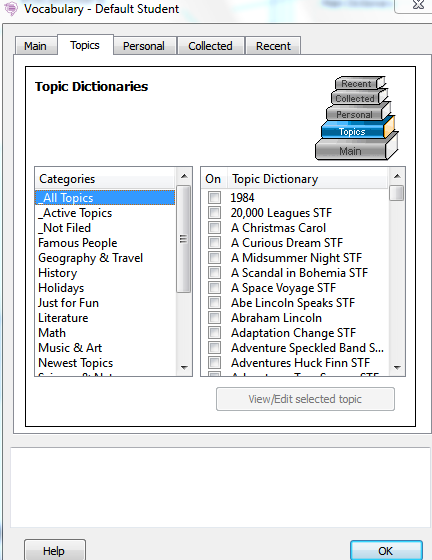 Vocabulary - Default Student
Main
Topics
Personal
Collected
Recent
Topic Dictionaries
Recent
Collected
Personal
Topics
Main
Categories
_All Topics
_Active Topics
_Not Filed
Famous People
Geography & Travel
History
Holidays
Just for Fun
Literature
Math
Music & Art
Newest Topics
On Topic Dictionary
1984
20,000 Leagues STF
A Christmas Carol
A Curious Dream STF
A Midsummer Night STF
A Scandal in Bohemia STF
A Space Voyage STF
Abe Lincoln Speaks STF
Abraham Lincoln
Adaptation Change STF
Adventure Speckled Band S...
Adventures Huck Finn STF
View/Edit selected topic
Help
OK